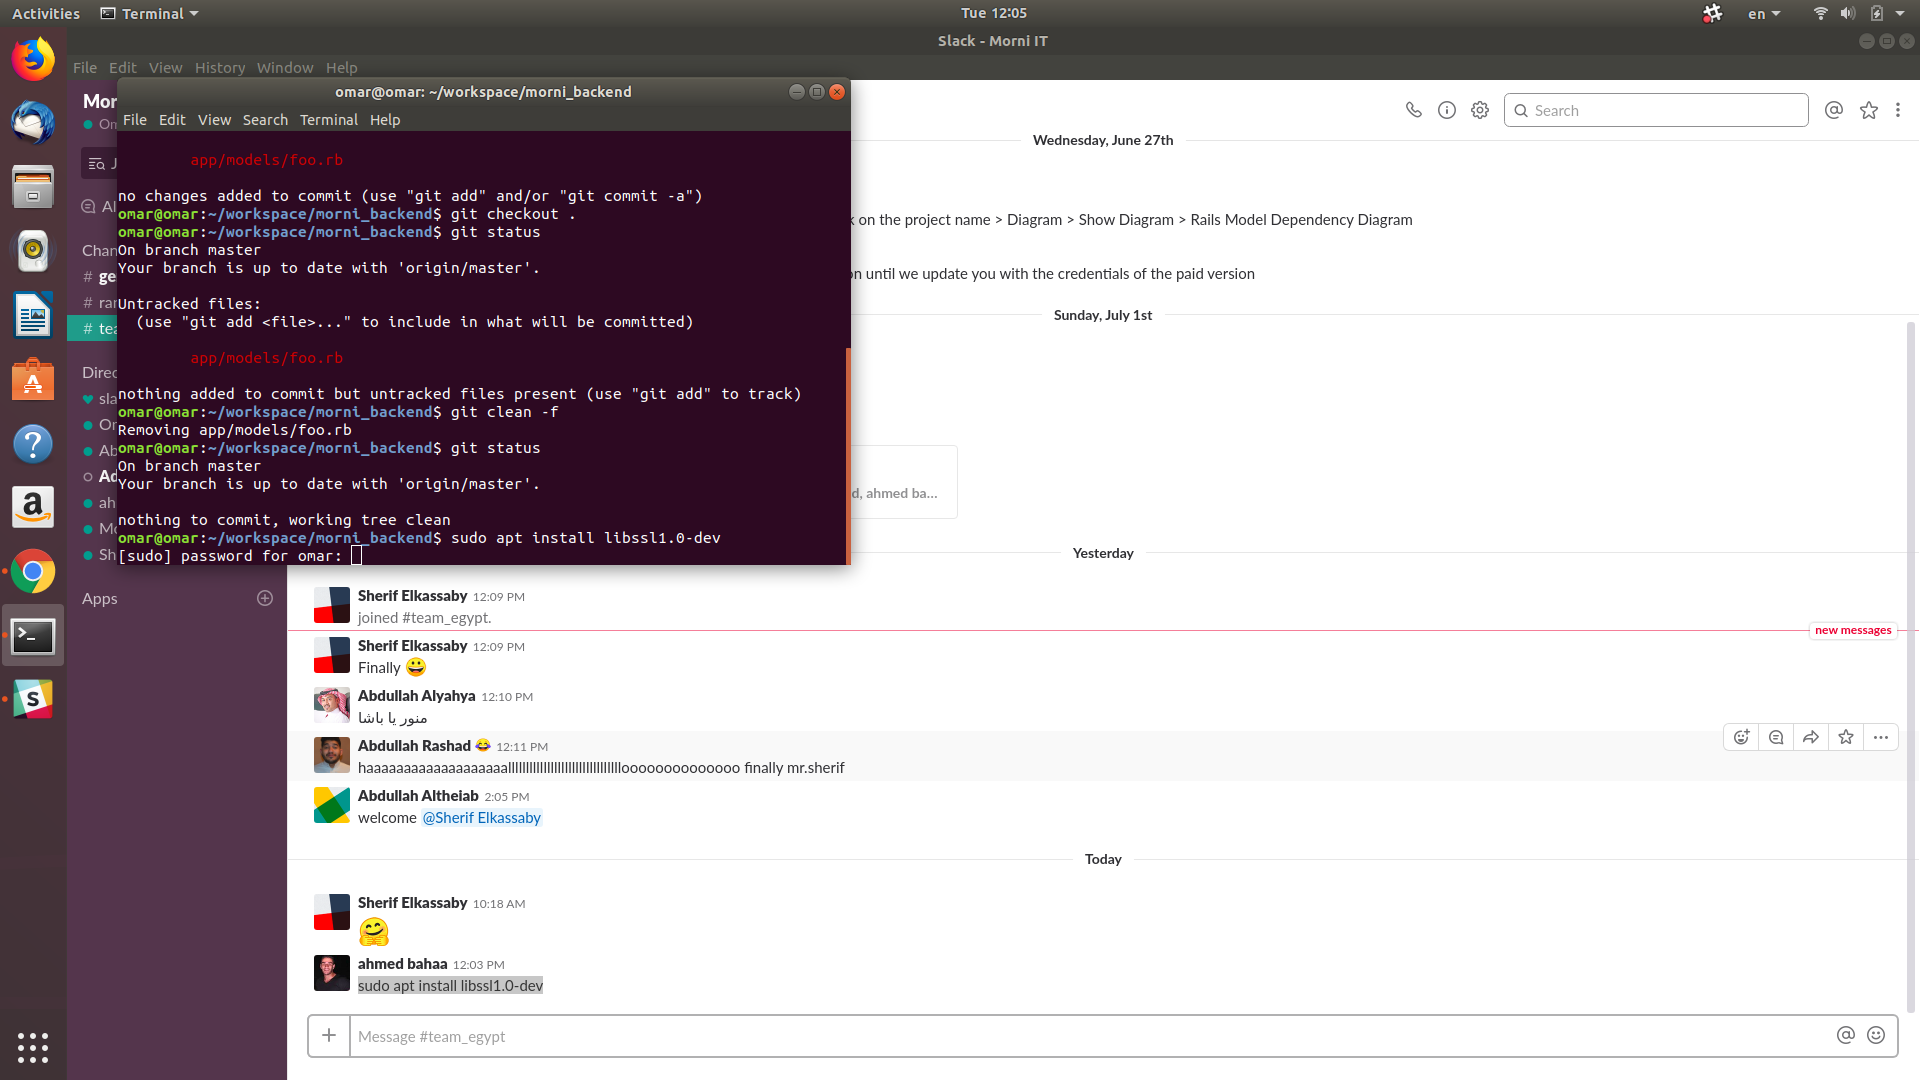 Activities
Terminal
Tue 12:05
en
Slack - Morni IT
File Edit View History Window Help
omar@omar: ~/workspace/morni_backend
File Edit View Search Terminal Help
app/models/foo.rb
no changes added to commit (use "git add" and/or "git commit -a")
omar@omar:~/workspace/morni_backend$ git checkout .
omar@omar:~/workspace/morni_backend$ git status
On branch master
Your branch is up to date with 'origin/master'.
Untracked files:
(use "git add <file>..." to include in what will be committed)
app/models/foo.rb
nothing added to commit but untracked files present (use "git add" to track)
omar@omar:~/workspace/morni_backend$ git clean -f
Removing app/models/foo.rb
omar@omar:~/workspace/morni_backend$ git status
On branch master
Your branch is up to date with 'origin/master'.
nothing to commit, working tree clean
omar@omar:~/workspace/morni_backend$ sudo apt install libssl1.0-dev
[sudo] password for omar:
Mor
Om
J
Al
Chan
# ge
# ran
# tea
Direc
sla
On
Ab
Ad
ah
Mo
Sh
Apps
Search
Wednesday, June 27th
k on the project name > Diagram > Show Diagram > Rails Model Dependency Diagram
on until we update you with the credentials of the paid version
Sunday, July 1st
d, ahmed ba...
Yesterday
Sherif Elkassaby 12:09 PM
joined #team_egypt.
new messages
Sherif Elkassaby 12:09 PM
Finally 😀
Abdullah Alyahya 12:10 PM
منور يا باشا
Abdullah Rashad 😂 12:11 PM
haaaaaaaaaaaaaaaaaaaallllllllllllllllllllllllllllllloooooooooooooo finally mr.sherif
Abdullah Altheiab 2:05 PM
welcome @Sherif Elkassaby
Today
Sherif Elkassaby 10:18 AM
🤗
ahmed bahaa 12:03 PM
sudo apt install libssl1.0-dev
Message #team_egypt